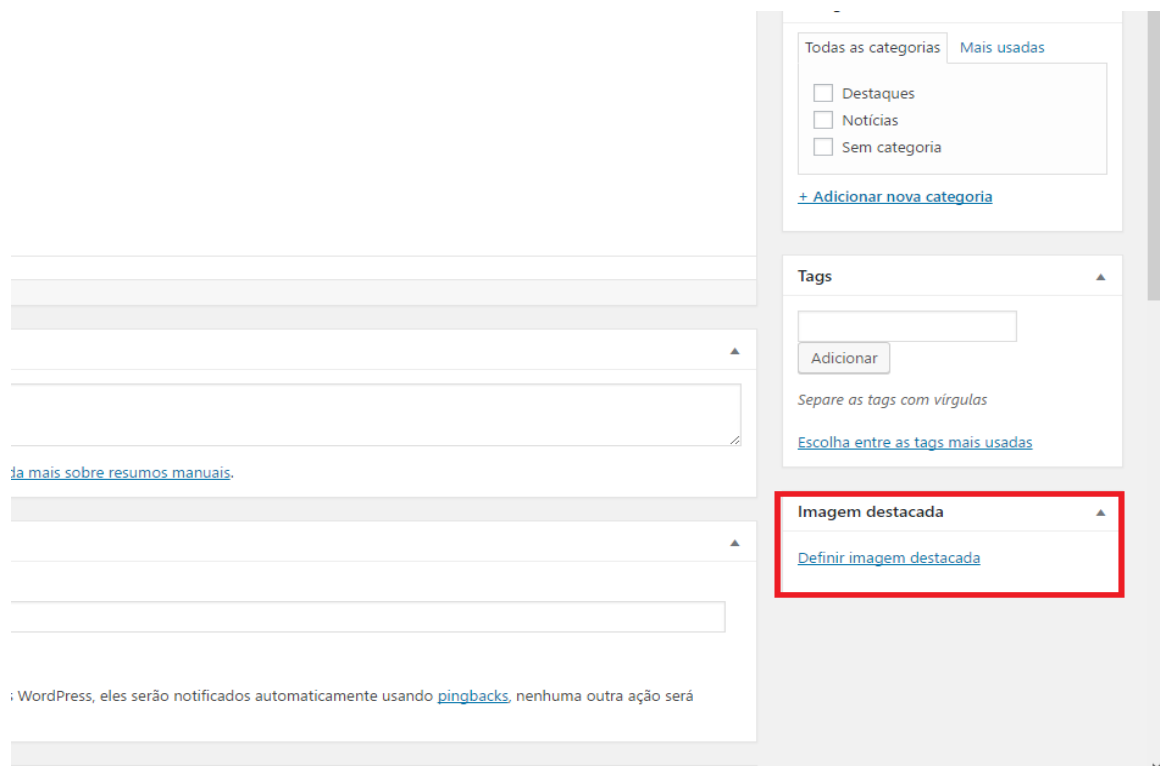 Todas as categorias Mais usadas
Destaques
Notícias
Sem categoria
+ Adicionar nova categoria
Tags
Adicionar
Separe as tags com vírgulas
Escolha entre as tags mais usadas
mais sobre resumos manuais.
Imagem destacada
Definir imagem destacada
WordPress, eles serão notificados automaticamente usando pingbacks, nenhuma outra ação será